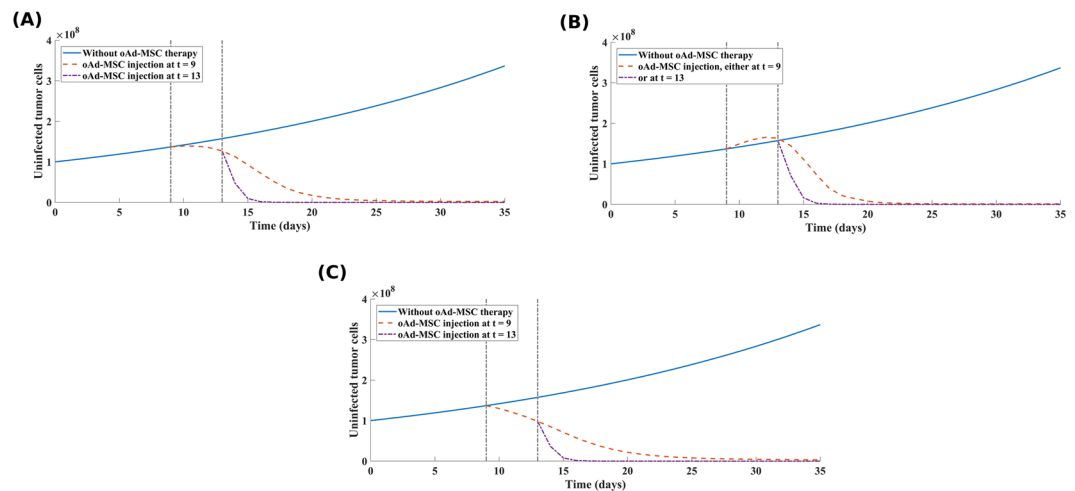 (A)
×10^8
4
3
2
1
0
Uninfected tumor cells
Without oAd-MSC therapy
oAd-MSC injection at t = 9
oAd-MSC injection at t = 13
0 5 10 15 20 25 30 35
Time (days)
(B)
×10^8
4
3
2
1
0
Uninfected tumor cells
Without oAd-MSC therapy
oAd-MSC injection, either at t = 9
or at t = 13
0 5 10 15 20 25 30 35
Time (days)
(C)
×10^8
4
3
2
1
0
Uninfected tumor cells
Without oAd-MSC therapy
oAd-MSC injection at t = 9
oAd-MSC injection at t = 13
0 5 10 15 20 25 30 35
Time (days)